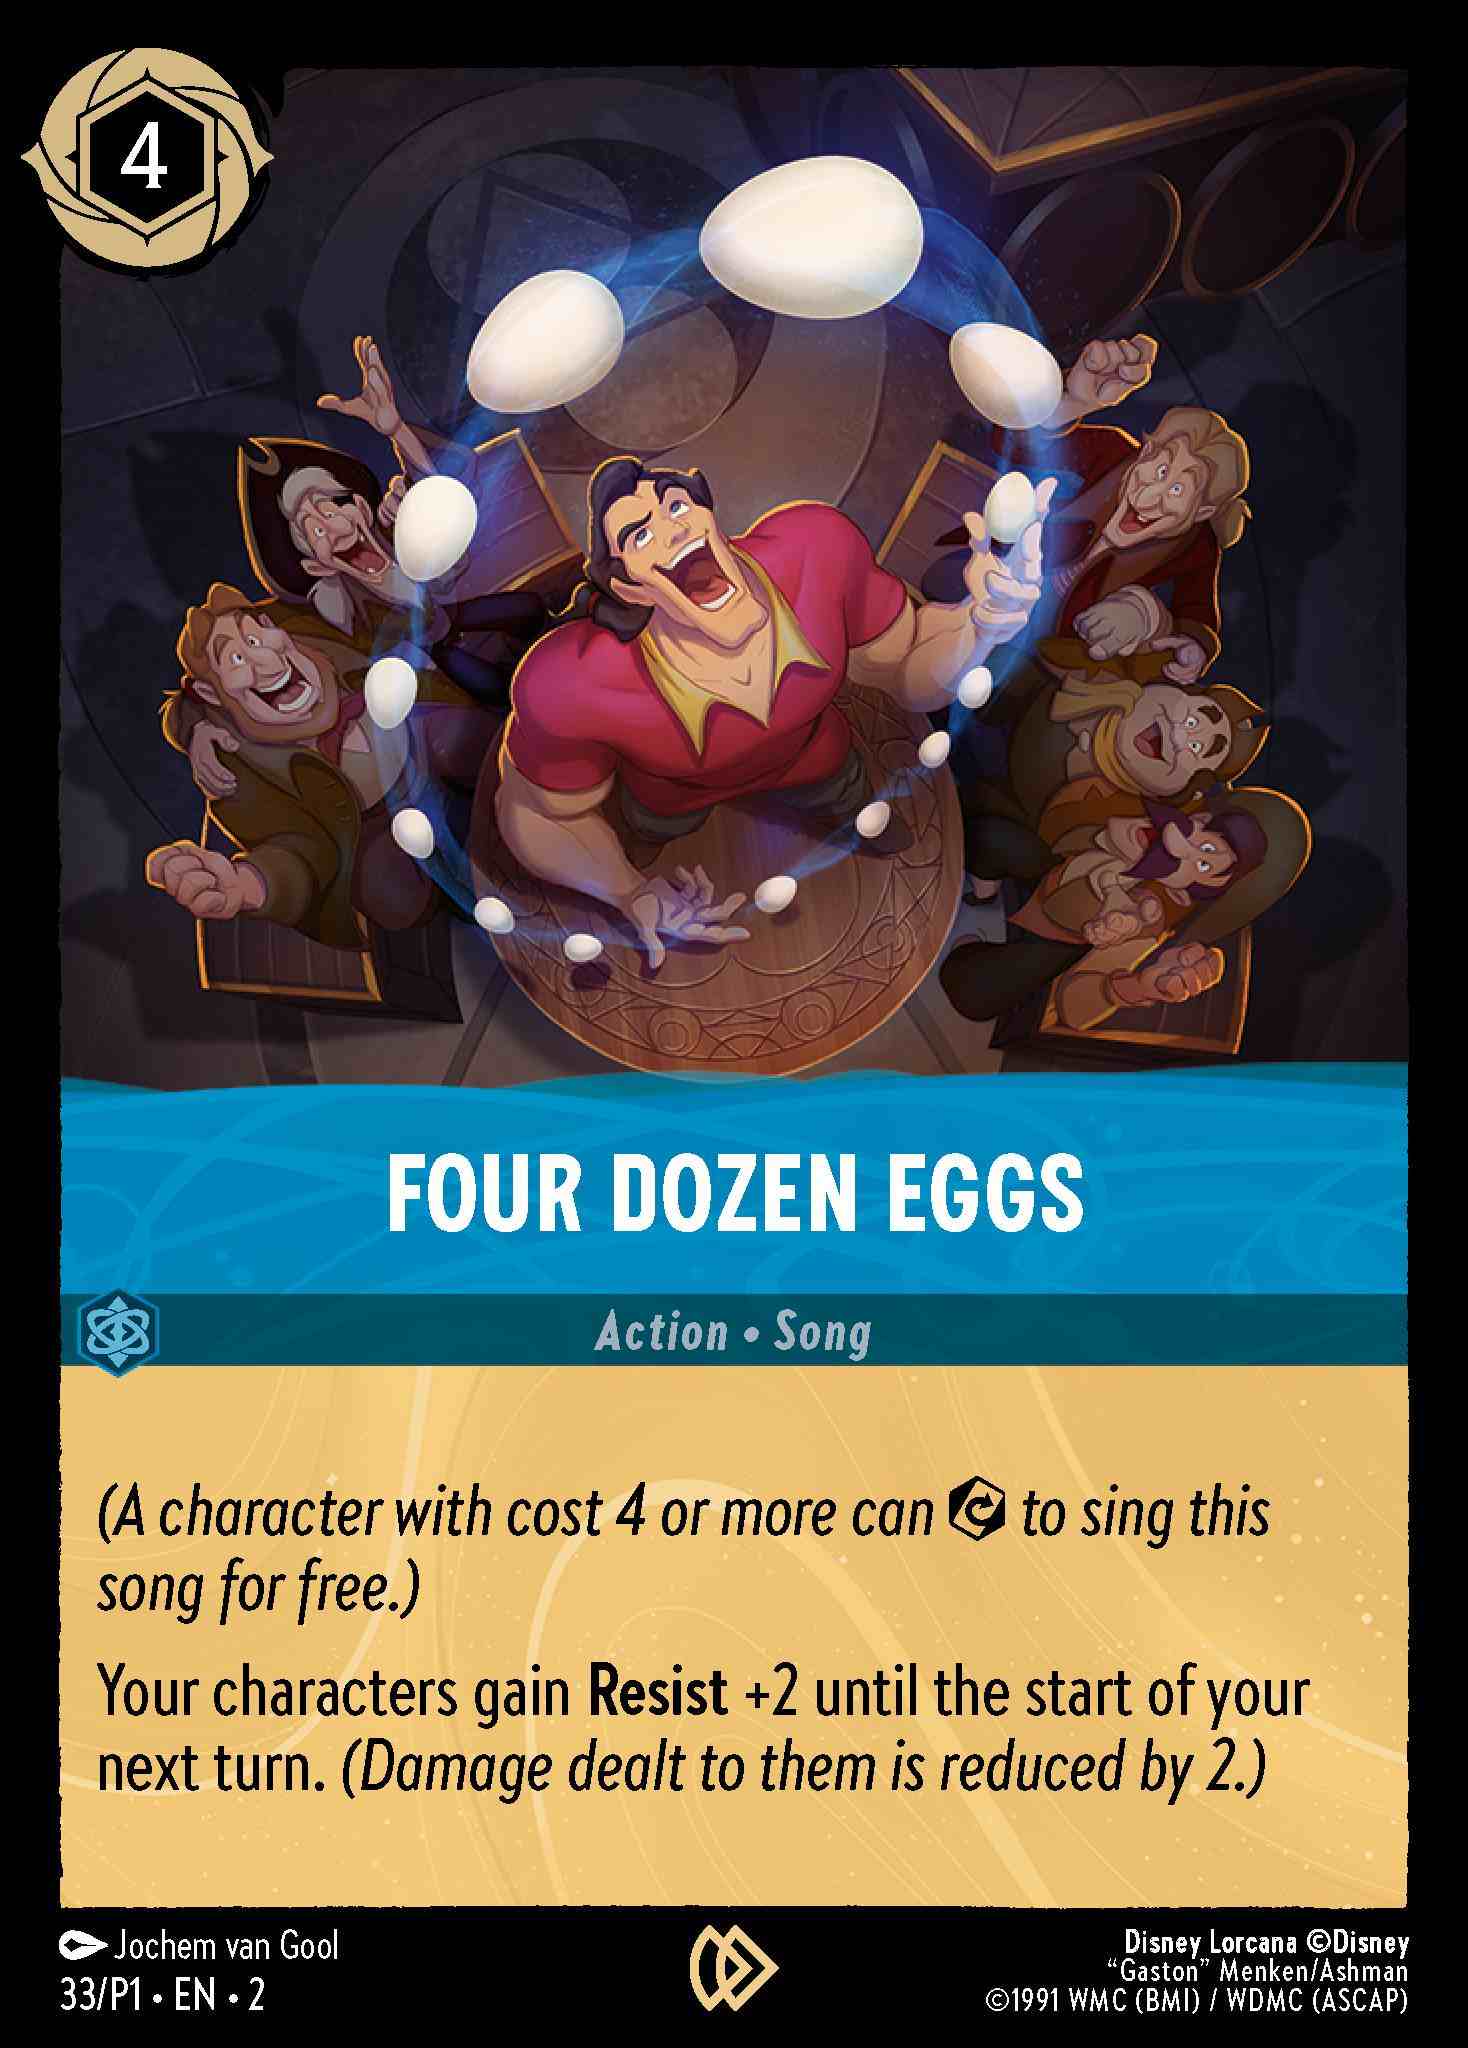 4
FOUR DOZEN EGGS
Action • Song
(A character with cost 4 or more can to sing this
song for free.)
Your characters gain Resist +2 until the start of your
next turn. (Damage dealt to them is reduced by 2.)
Jochem van Gool
33/P1 • EN • 2
Disney Lorcana ©Disney
“Gaston” Menken/Ashman
©1991 WMC (BMI) / WDMC (ASCAP)